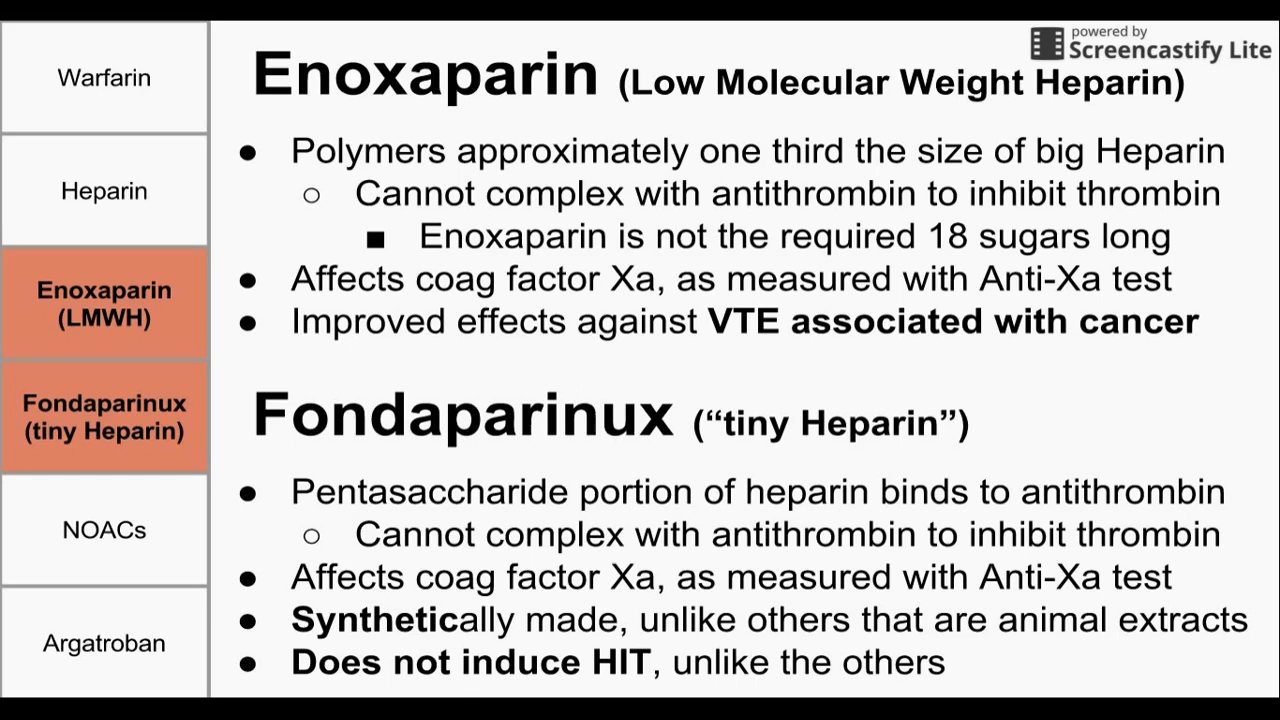 powered by
Screencastify Lite
Warfarin
Heparin
Enoxaparin
(LMWH)
Fondaparinux
(tiny Heparin)
NOACs
Argatroban
Enoxaparin (Low Molecular Weight Heparin)
● Polymers approximately one third the size of big Heparin
○ Cannot complex with antithrombin to inhibit thrombin
■ Enoxaparin is not the required 18 sugars long
● Affects coag factor Xa, as measured with Anti-Xa test
● Improved effects against VTE associated with cancer
Fondaparinux (“tiny Heparin”)
● Pentasaccharide portion of heparin binds to antithrombin
○ Cannot complex with antithrombin to inhibit thrombin
● Affects coag factor Xa, as measured with Anti-Xa test
● Synthetically made, unlike others that are animal extracts
● Does not induce HIT, unlike the others